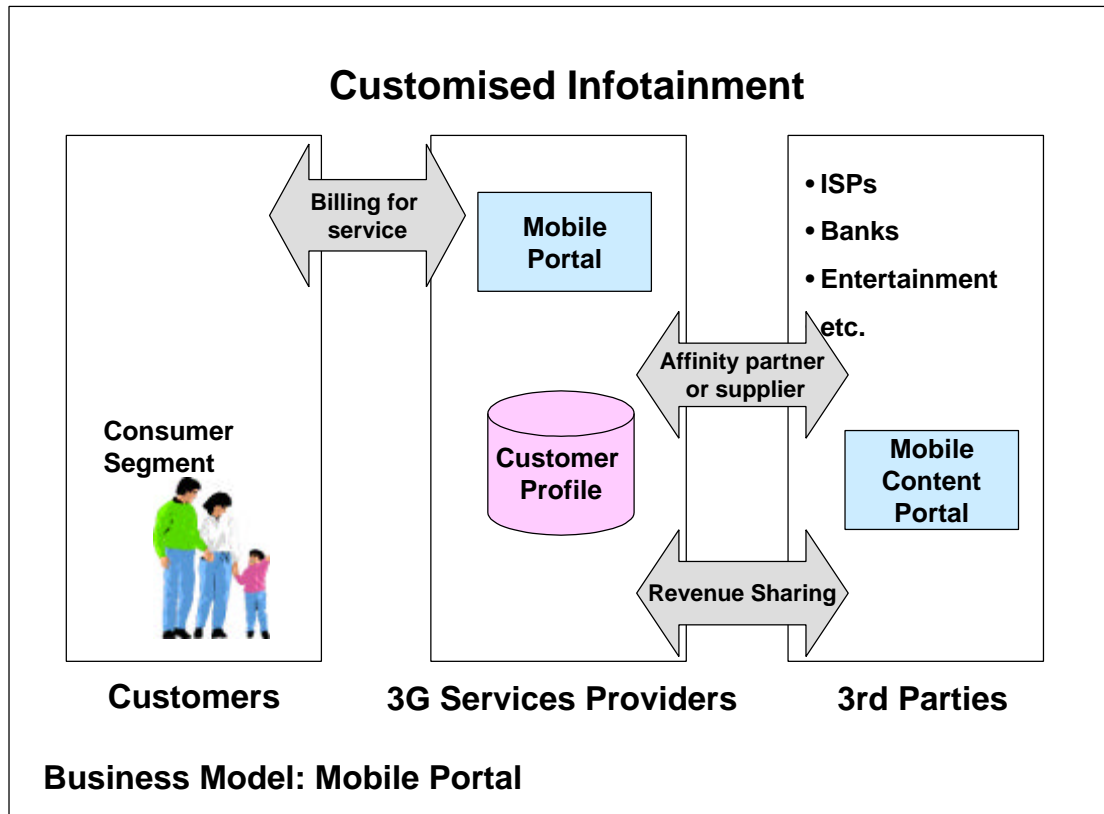 Customised Infotainment
Billing for
service
Mobile
Portal
• ISPs
• Banks
• Entertainment
etc.
Affinity partner
or supplier
Consumer
Segment
Customer
Profile
Mobile
Content
Portal
Revenue Sharing
Customers
3G Services Providers
3rd Parties
Business Model: Mobile Portal